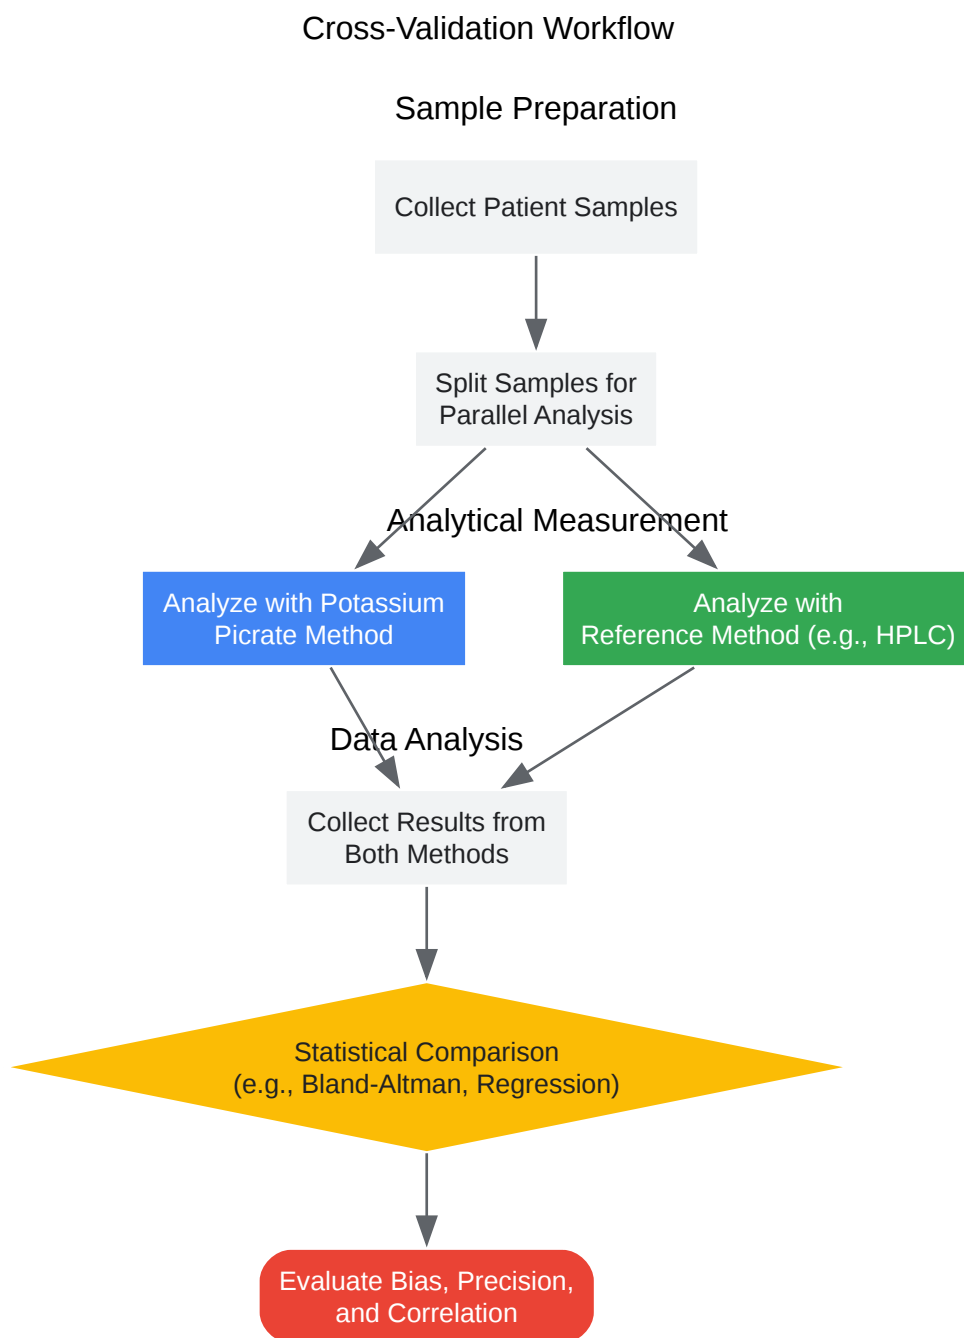 Cross-Validation Workflow
Sample Preparation
Collect Patient Samples
Split Samples for
Parallel Analysis
Analytical Measurement
Analyze with Potassium
Picrate Method
Analyze with
Reference Method (e.g., HPLC)
Data Analysis
Collect Results from
Both Methods
Statistical Comparison
(e.g., Bland-Altman, Regression)
Evaluate Bias, Precision,
and Correlation